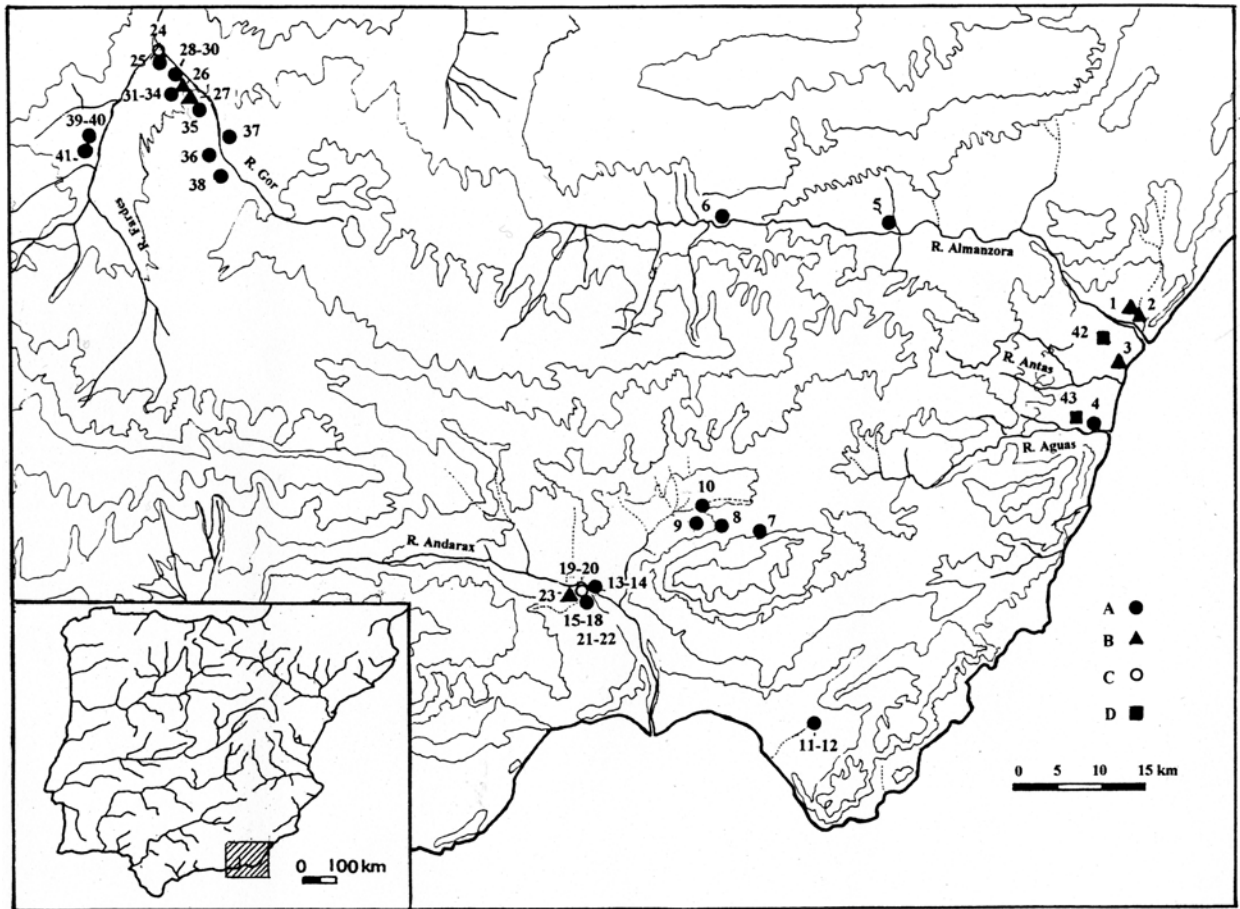 24
25
28-30
26
31-34
27
39-40
35
37
41
36
38
R. Gor
R. Fardes
6
5
R. Almanzora
1
2
42
3
R. Antas
43
4
R. Aguas
10
9
8
7
R. Andarax
19-20
13-14
23
15-18
21-22
11-12
A
B
C
D
0 5 10 15 km
0 100 km